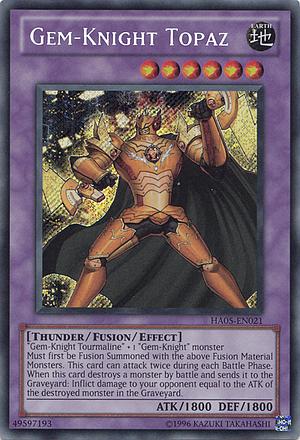 GEM-KNIGHT TOPAZ
EARTH
地
HA05-EN021
[THUNDER/FUSION/EFFECT]
"Gem-Knight Tourmaline" + 1 "Gem-Knight" monster
Must first be Fusion Summoned with the above Fusion Material
Monsters. This card can attack twice during each Battle Phase.
When this card destroys a monster by battle and sends it to the
Graveyard: Inflict damage to your opponent equal to the ATK of
the destroyed monster in the Graveyard.
ATK/1800 DEF/1800
49597193
©1996 KAZUKI TAKAHASHI